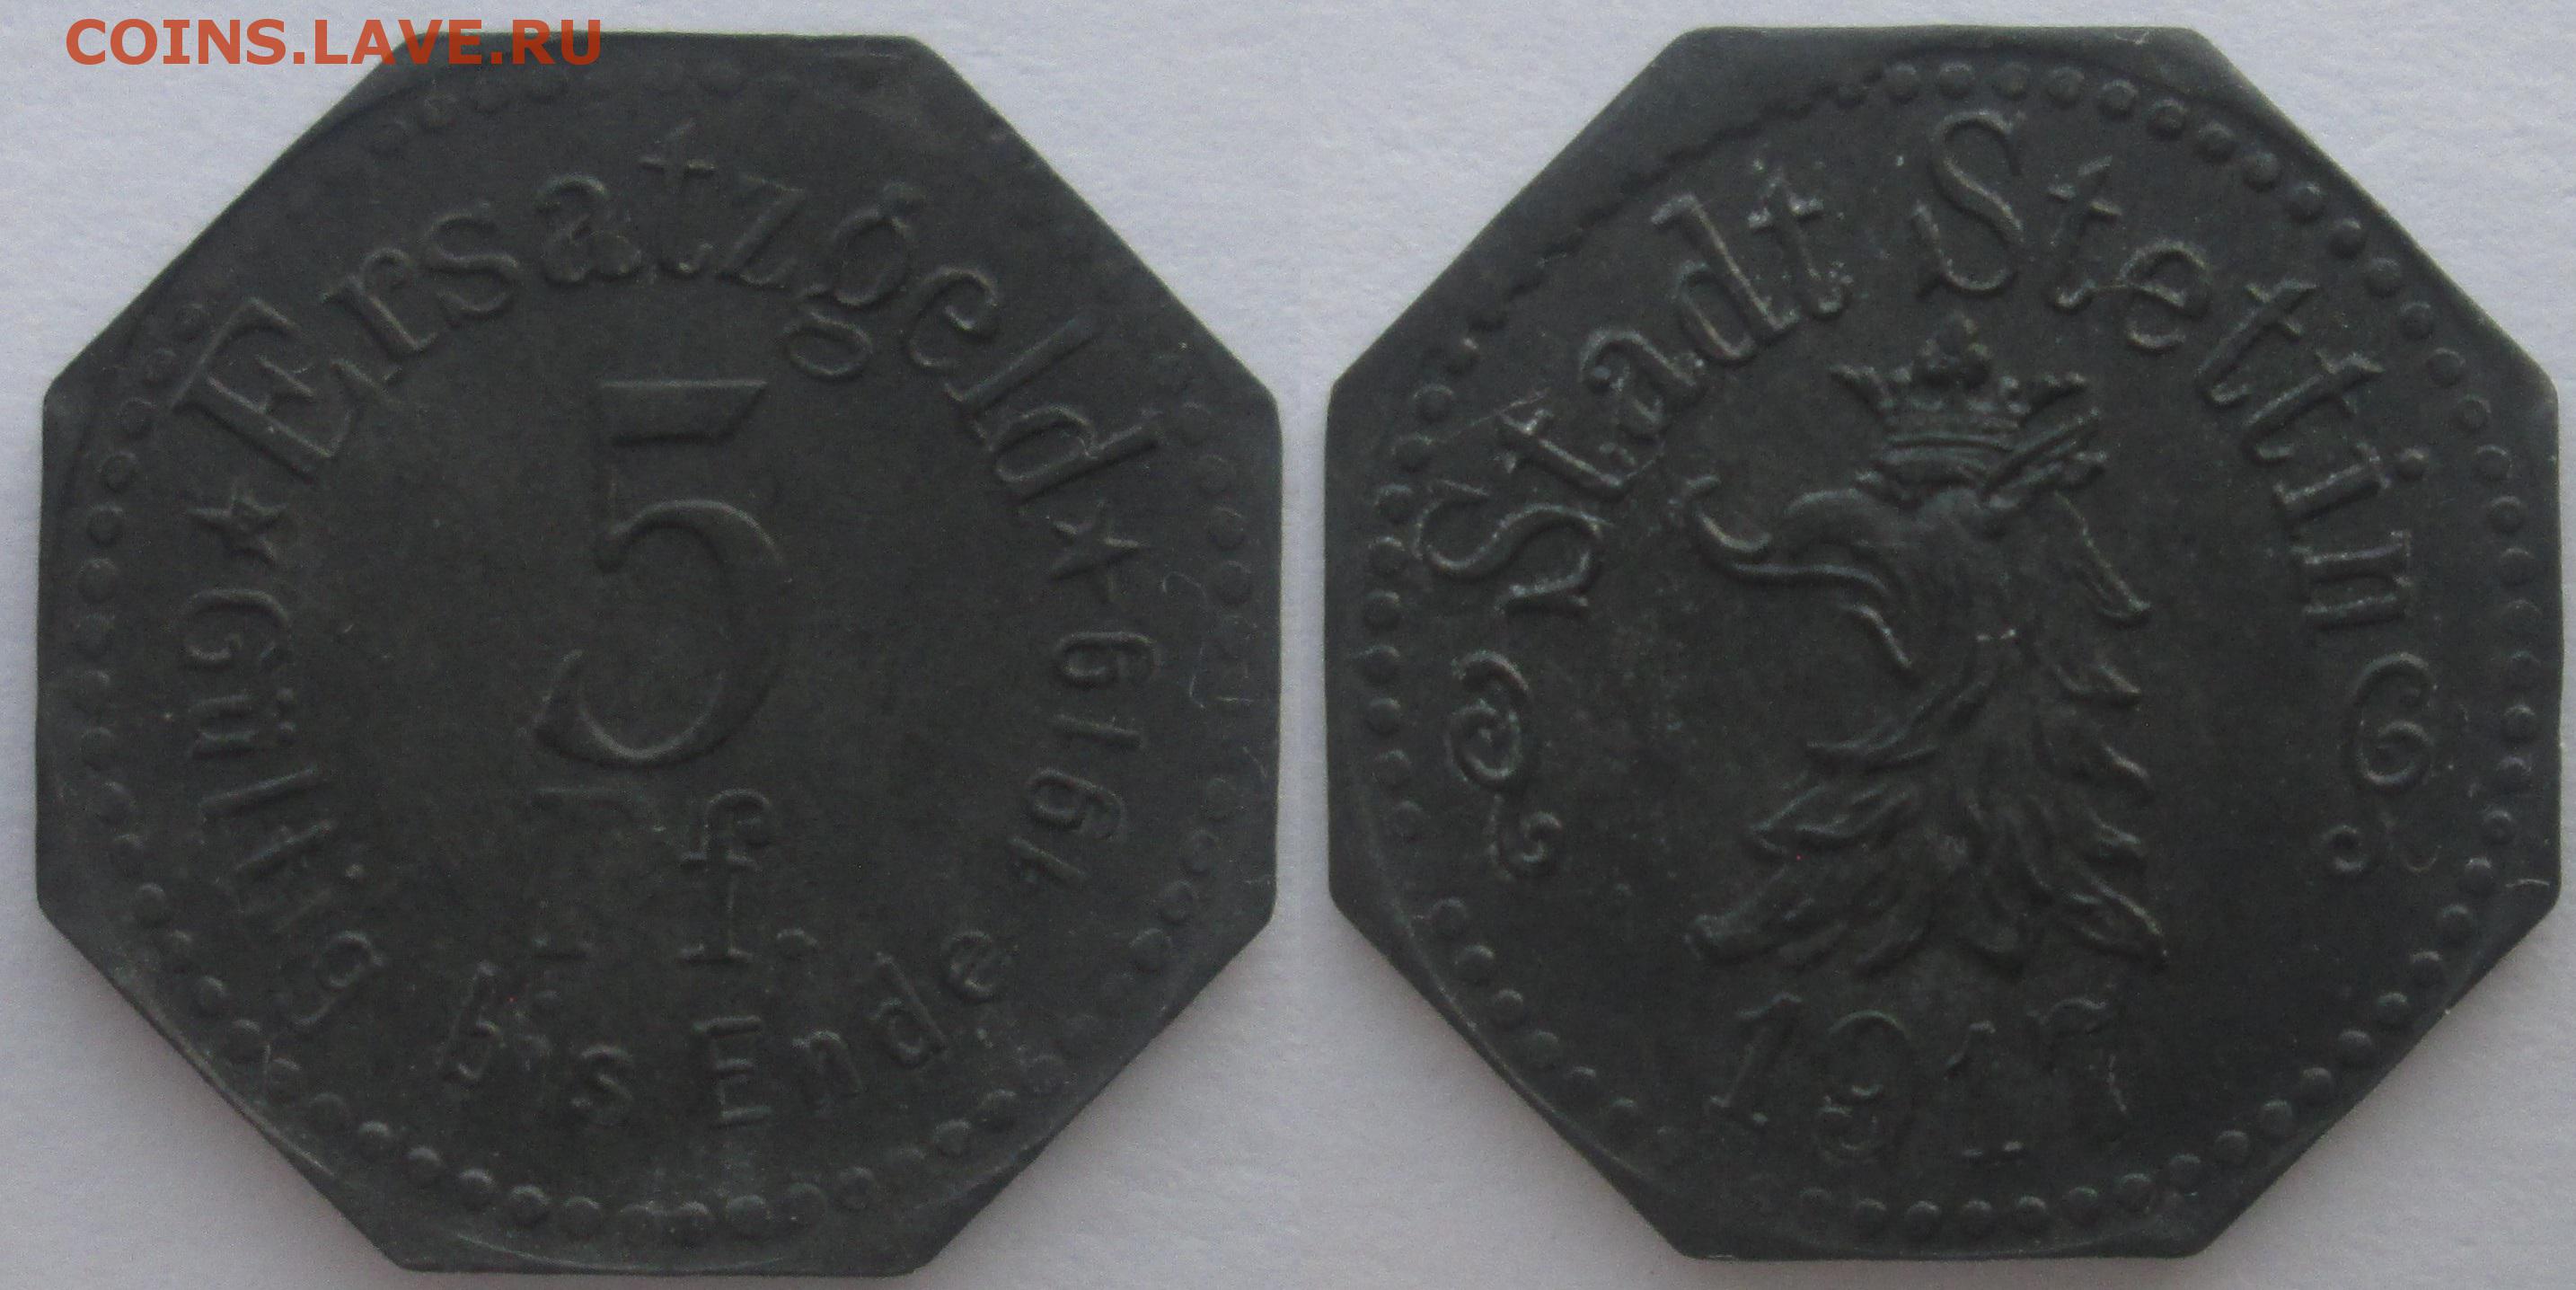 COINS.LAVE.RU
★ Ersatzgeld ★
5
Pf.
Gültig bis Ende 1919
Stadt Stettin